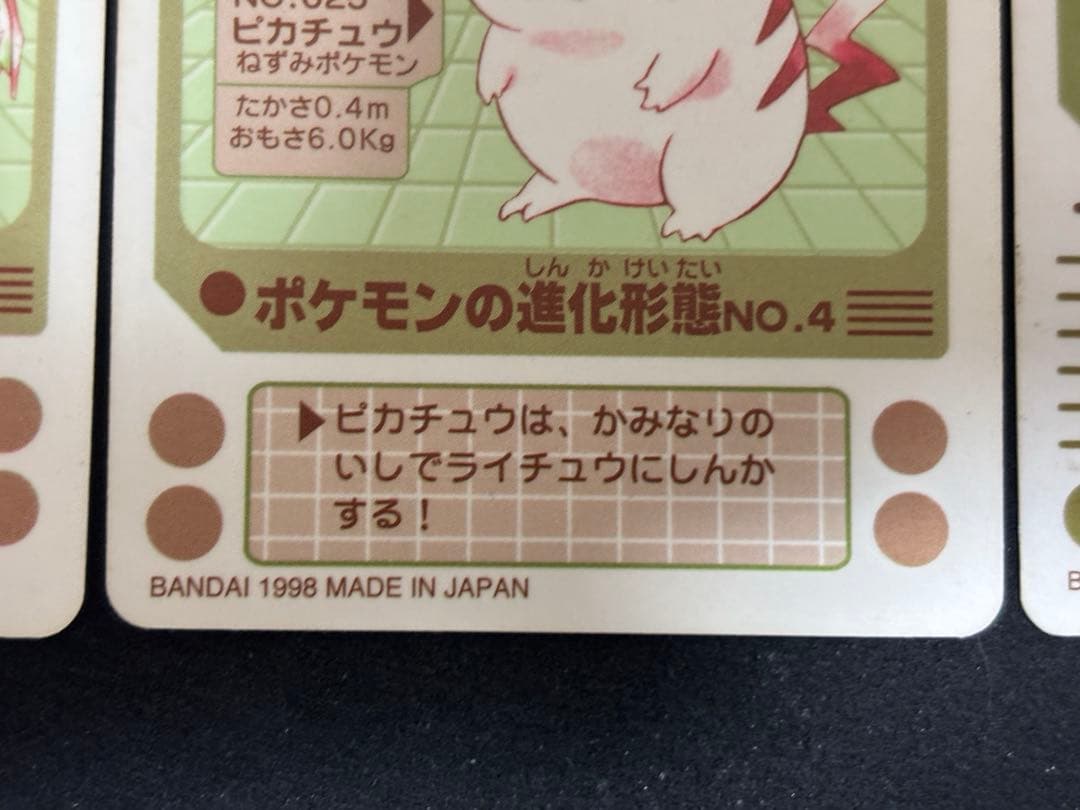 NO.025
ピカチュウ
ねずみポケモン
たかさ0.4m
おもさ6.0Kg
しんかけいたい
ポケモンの進化形態NO.4
ピカチュウは、かみなりの
いしでライチュウにしんか
する!
BANDAI 1998 MADE IN JAPAN